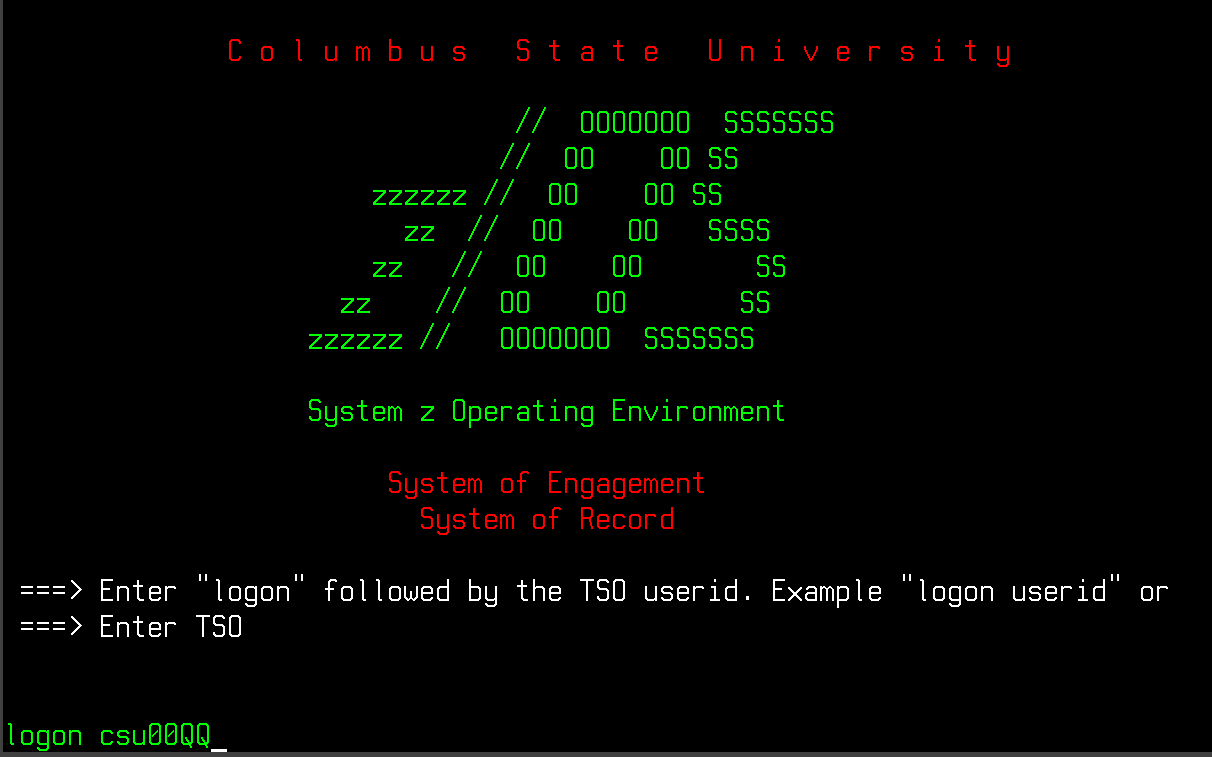 C o l u m b u s   S t a t e   U n i v e r s i t y
//  OOOOOOO  SSSSSSS
//  OO    OO SS
zzzzzz //  OO    OO SS
zz  //  OO    OO   SSSS
zz   //  OO    OO       SS
zz    //  OO    OO       SS
zzzzzz //   OOOOOOO  SSSSSSS
System z Operating Environment
System of Engagement
System of Record
===> Enter "logon" followed by the TSO userid. Example "logon userid" or
===> Enter TSO
logon csu00QQ_